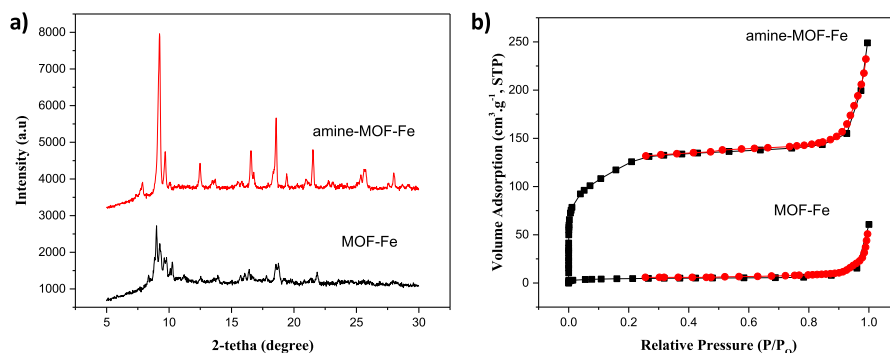 a)
8000
7000
6000
5000
4000
3000
2000
1000
Intensity (a.u)
amine-MOF-Fe
MOF-Fe
5 10 15 20 25 30
2-tetha (degree)
b)
250
200
150
100
50
0
Volume Adsorption (cm³.g⁻¹, STP)
amine-MOF-Fe
MOF-Fe
0.0 0.2 0.4 0.6 0.8 1.0
Relative Pressure (P/P₀)